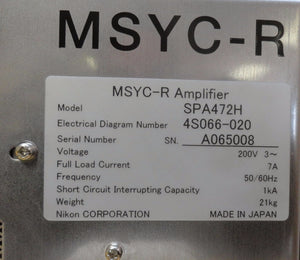 MSYC-R
MSYC-R Amplifier
Model SPA472H
Electrical Diagram Number 4S066-020
Serial Number SN. A065008
Voltage 200V 3~
Full Load Current 7A
Frequency 50/60Hz
Short Circuit Interrupting Capacity 1kA
Weight 21kg
Nikon CORPORATION MADE IN JAPAN